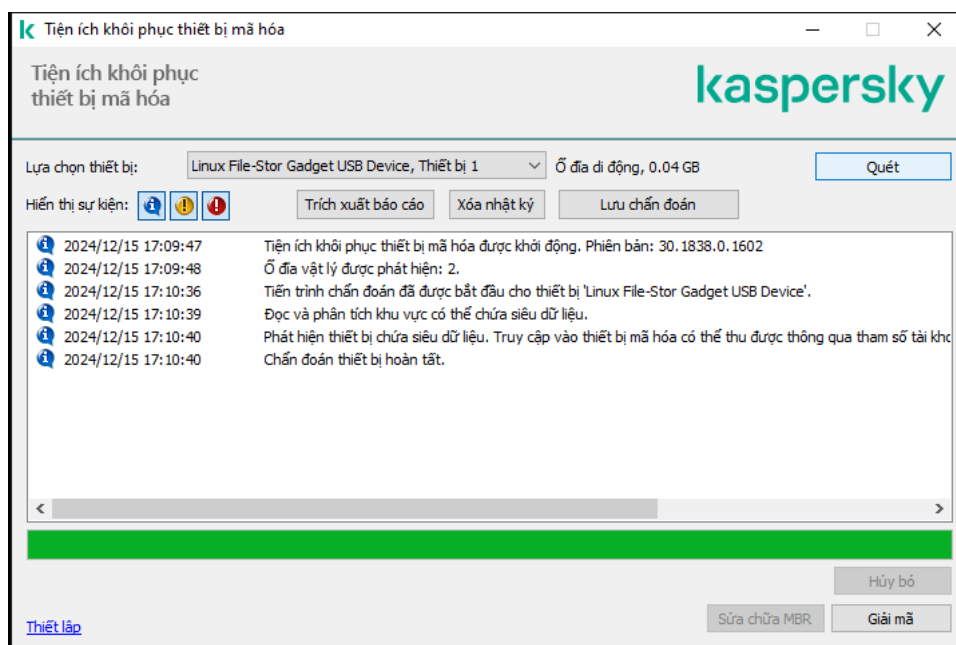 Tiện ích khôi phục thiết bị mã hóa
Tiện ích khôi phục
thiết bị mã hóa
kaspersky
Lựa chọn thiết bị: Linux File-Stor Gadget USB Device, Thiết bị 1 Ổ đĩa di động, 0.04 GB Quét
Hiển thị sự kiện: Trích xuất báo cáo Xóa nhật ký Lưu chẩn đoán
2024/12/15 17:09:47 Tiện ích khôi phục thiết bị mã hóa được khởi động. Phiên bản: 30.1838.0.1602
2024/12/15 17:09:48 Ổ đĩa vật lý được phát hiện: 2.
2024/12/15 17:10:36 Tiến trình chẩn đoán đã được bắt đầu cho thiết bị 'Linux File-Stor Gadget USB Device'.
2024/12/15 17:10:39 Đọc và phân tích khu vực có thể chứa siêu dữ liệu.
2024/12/15 17:10:40 Phát hiện thiết bị chứa siêu dữ liệu. Truy cập vào thiết bị mã hóa có thể thu được thông qua tham số tài
2024/12/15 17:10:40 Chẩn đoán thiết bị hoàn tất.
Hủy bỏ
Thiết lập Sửa chữa MBR Giải mã